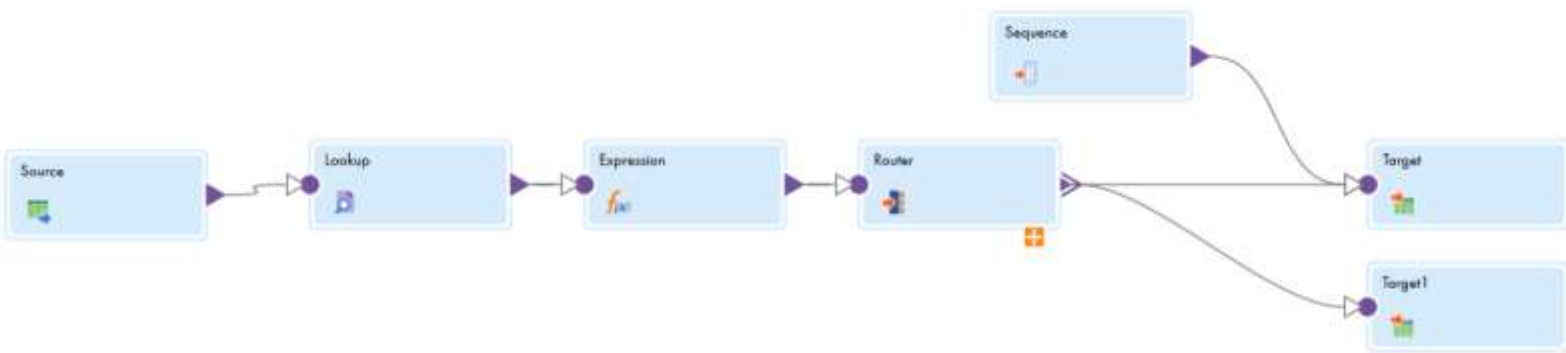 Sequence
Source
Lookup
Expression
f(x)
Router
Target
Target1